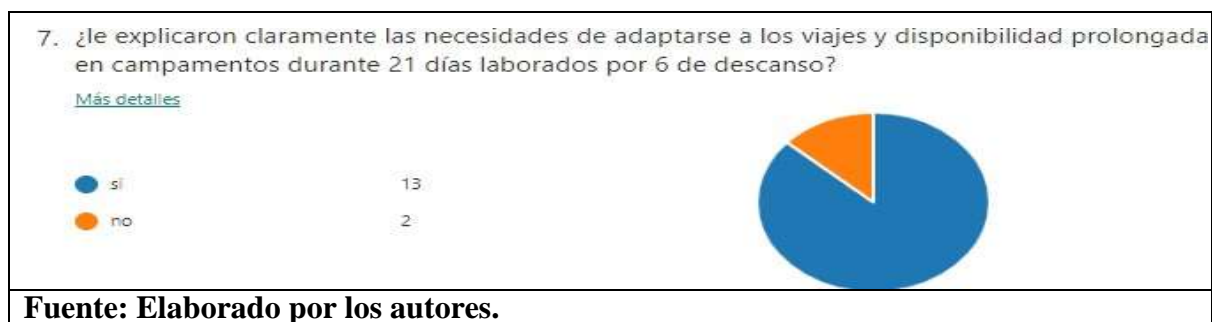 7. ¿le explicaron claramente las necesidades de adaptarse a los viajes y disponibilidad prolongada
en campamentos durante 21 días laborados por 6 de descanso?
Más detalles
si 13
no 2
Fuente: Elaborado por los autores.